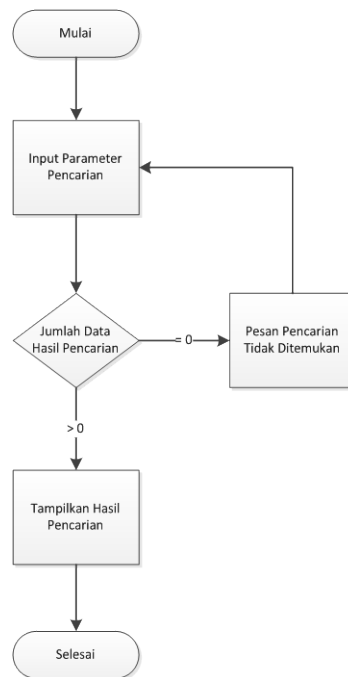 Mulai
Input Parameter
Pencarian
Jumlah Data
Hasil Pencarian
= 0
Pesan Pencarian
Tidak Ditemukan
> 0
Tampilkan Hasil
Pencarian
Selesai